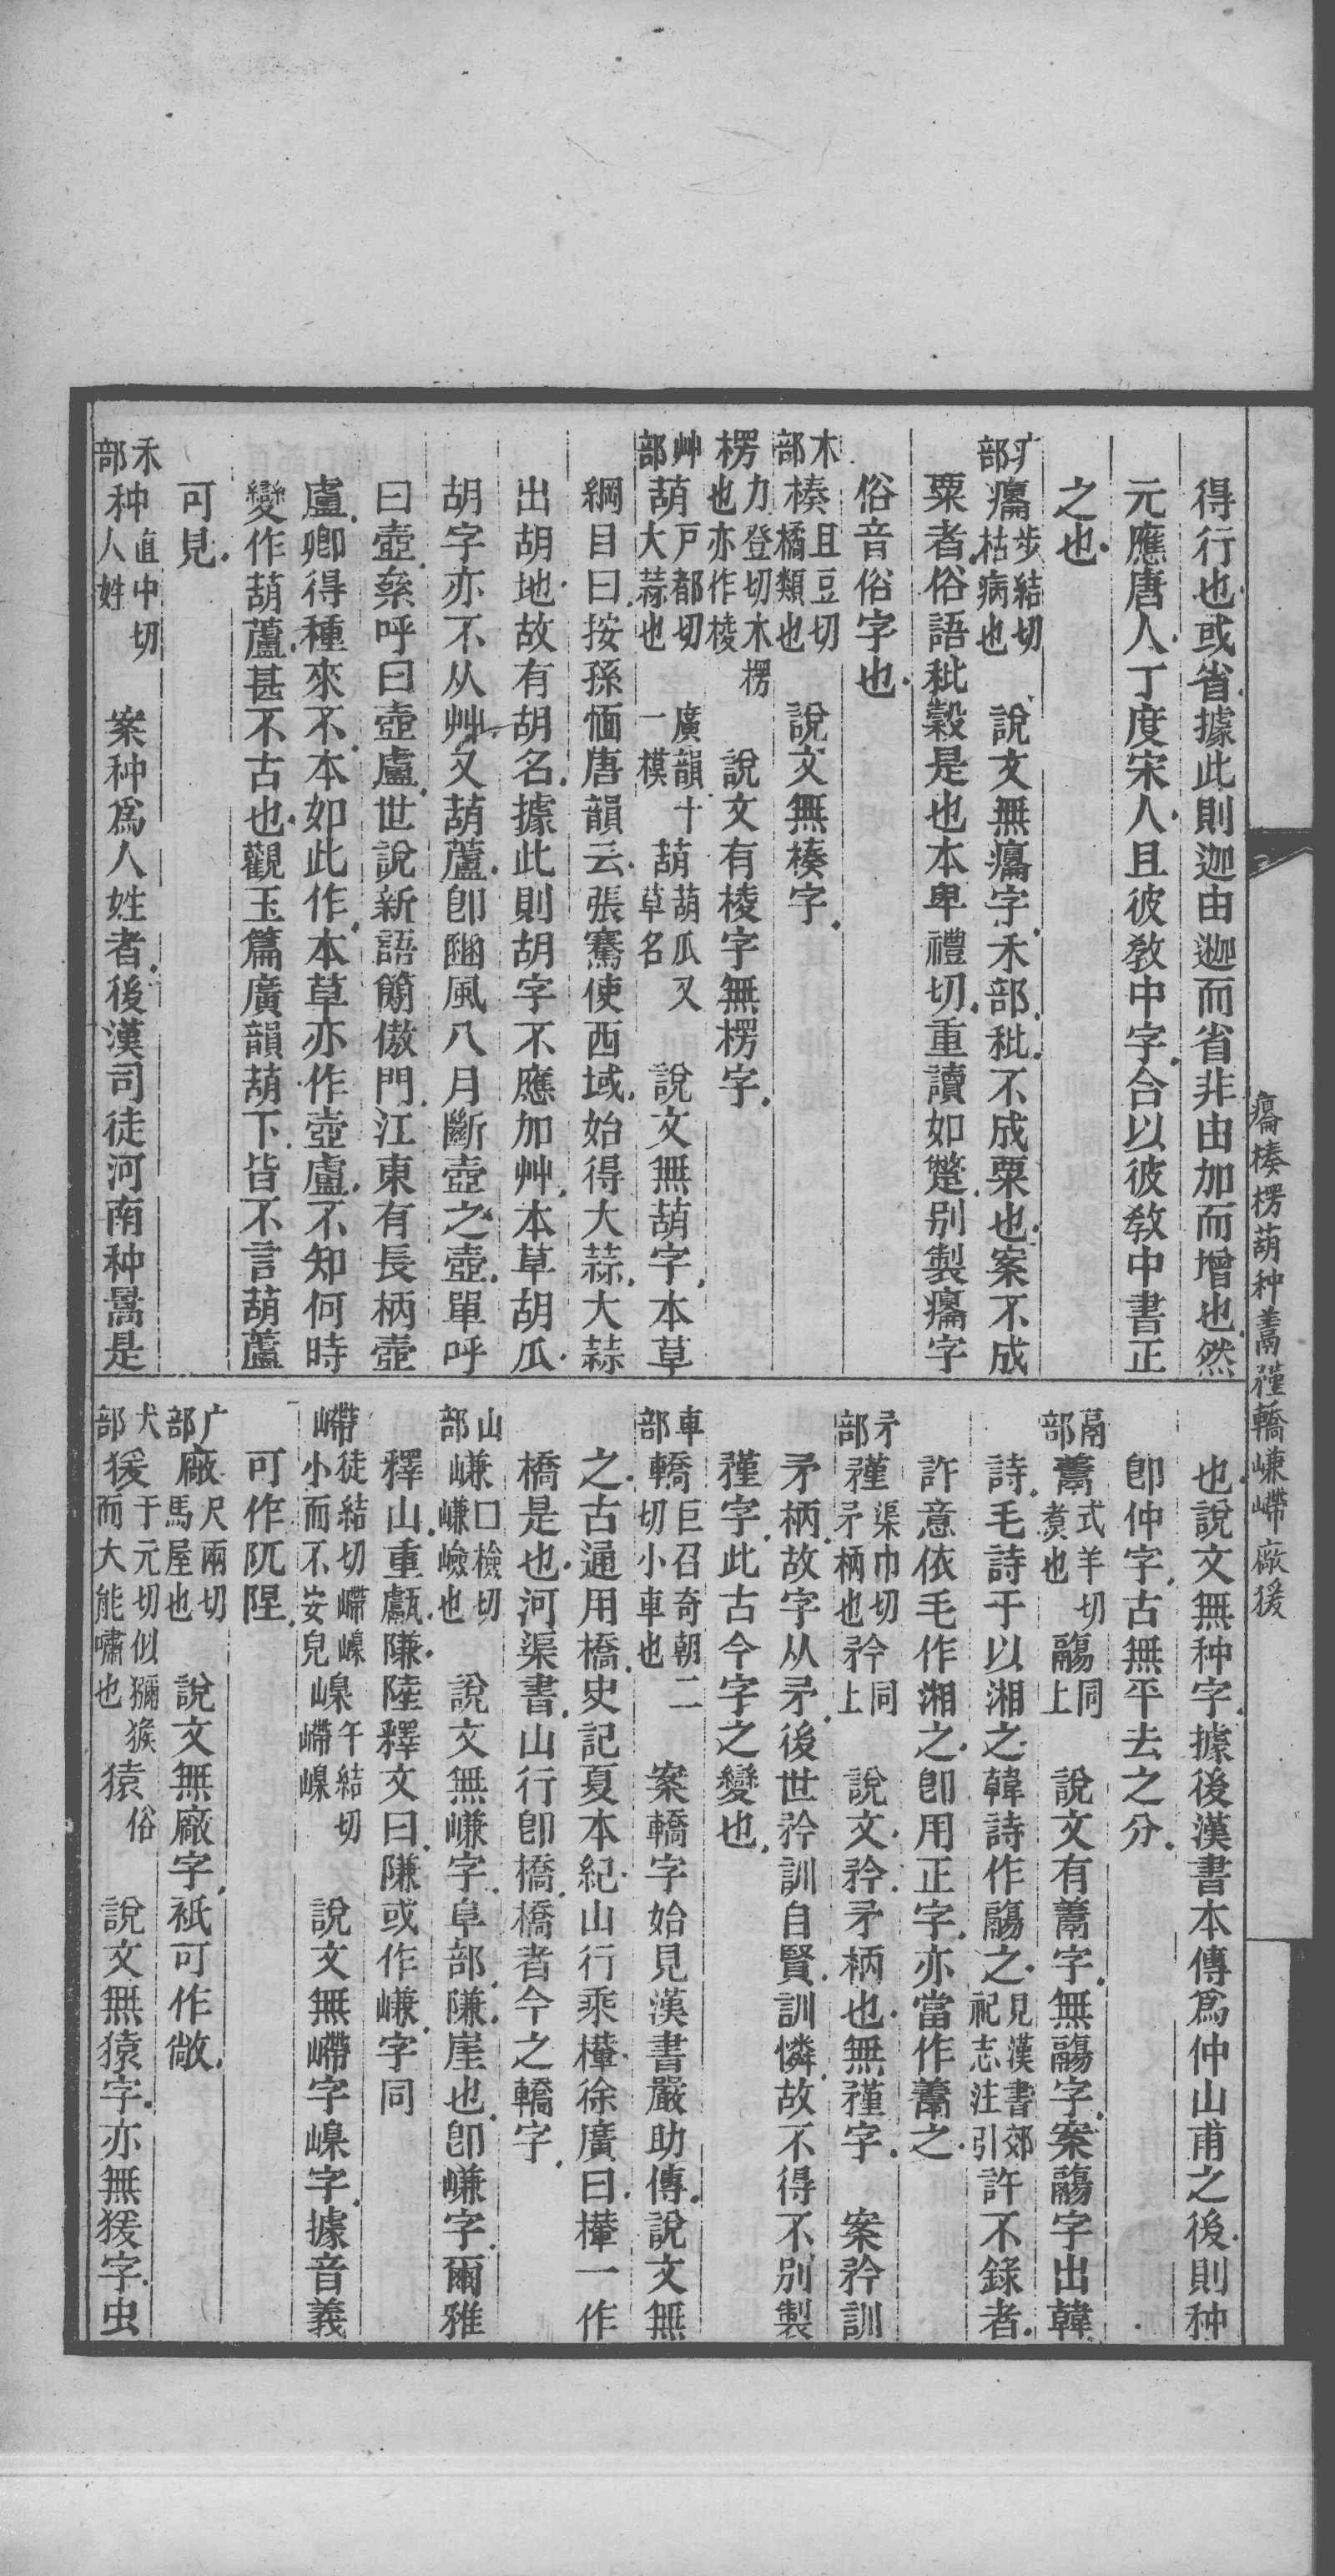 得行也或省據此則迦由迦而省非由加而增也然
元應唐人丁度宋人且彼敎中字合以彼敎中書正
之也
疒部 㿜步結切枯病也 說文無㿜字禾部秕不成粟也案不成
粟者俗語秕穀是也本卑禮切重讀如蹩別製㿜字
俗音俗字也
木部 楱且豆切橘類也 說文無楱字
楞力登切木楞也亦作棱 說文有棱字無楞字
艸部 葫戶都切大蒜也 廣韻十一模 葫葫瓜又草名 說文無葫字本草
綱目曰按孫愐唐韻云張騫使西域始得大蒜大蒜
出胡地故有胡名據此則胡字不應加艸本草胡瓜
胡字亦不从艸又葫蘆卽豳風八月斷壺之壺單呼
曰壺絫呼曰壺盧世說新語簡傲門江東有長柄壺
盧卿得種來不本如此作本草亦作壺盧不知何時
變作葫蘆甚不古也觀玉篇廣韻葫下皆不言葫蘆
可見
禾部 种直中切人姓 案种爲人姓者後漢司徒河南种暠是
㿜楱楞葫种鬺䅖轎嵰嵽廠猨
也說文無种字據後漢書本傳爲仲山甫之後則种
卽仲字古無平去之分
鬲部 䰞式羊切煮也 鬺同上 說文有䰞字無鬺字案鬺字出韓
詩毛詩于以湘之韓詩作鬺之見漢書郊祀志注引許不錄者
許意依毛作湘之卽用正字亦當作䰞之
矛部 矜渠巾切矛柄也 矜同上 說文矜矛柄也無𥎊字 案矜訓
矛柄故字从矛後世矜訓自賢訓憐故不得不別製
𥎊字此古今字之變也
車部 轎巨召奇朝二切小車也 案轎字始見漢書嚴助傳說文無
之古通用橋史記夏本紀山行乘檋徐廣曰檋一作
橋是也河渠書山行卽橋橋者今之轎字
山部 嵰口檢切嵰嶮也 說文無嵰字阜部隒崖也卽嵰字爾雅
釋山重甗隒陸釋文曰隒或作嵰字同
嵽徒結切嵽嵲小而不安皃 嵲午結切嵽嵲 說文無嵽字嵲字據音義
可作阢隉
广部 廠尺兩切馬屋也 說文無廠字衹可作敞
犬部 猨于元切似獼猴而大能嘯也 猿俗 說文無猿字亦無猨字虫